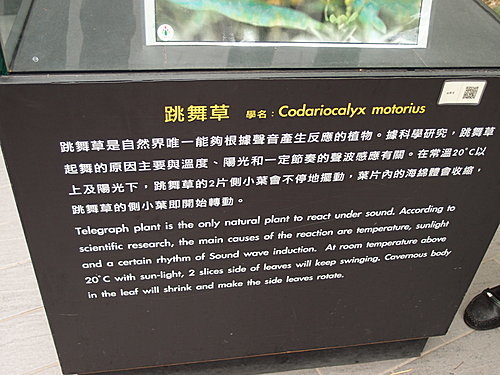 跳舞草 學名：Codariocalyx motorius
跳舞草是自然界唯一能夠根據聲音產生反應的植物。據科學研究，跳舞草
起舞的原因主要與溫度、陽光和一定節奏的聲波感應有關。在常溫20°C以
上及陽光下，跳舞草的2片側小葉會不停地擺動，葉片內的海綿體會收縮，
跳舞草的側小葉即開始轉動。
Telegraph plant is the only natural plant to react under sound. According to
scientific research, the main causes of the reaction are temperature, sunlight
and a certain rhythm of Sound wave induction. At room temperature above
20°C with sun-light, 2 slices side of leaves will keep swinging. Cavernous body
in the leaf will shrink and make the side leaves rotate.